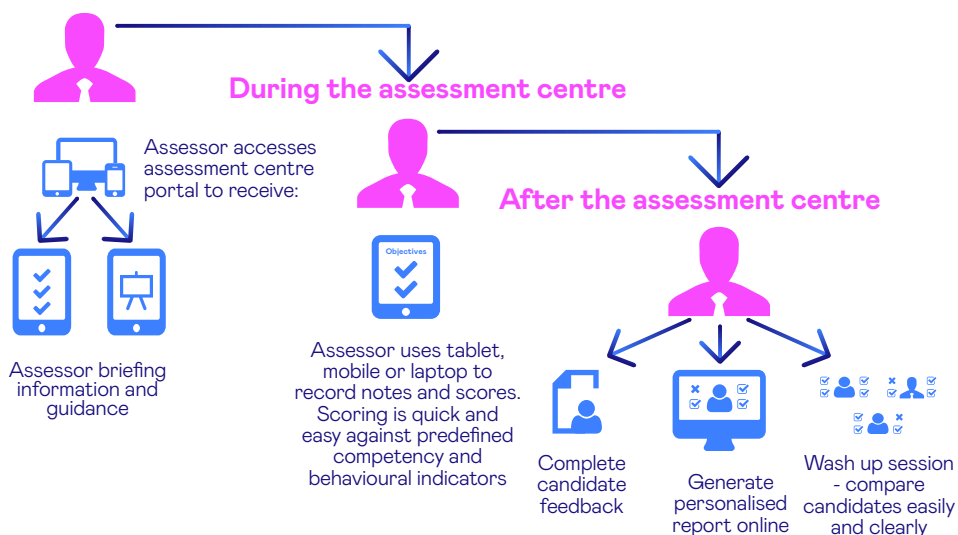 During the assessment centre
Assessor accesses
assessment centre
portal to receive:
Assessor briefing
information and
guidance
Objectives
Assessor uses tablet,
mobile or laptop to
record notes and scores.
Scoring is quick and
easy against predefined
competency and
behavioural indicators
After the assessment centre
Complete
candidate
feedback
Generate
personalised
report online
Wash up session
- compare
candidates easily
and clearly